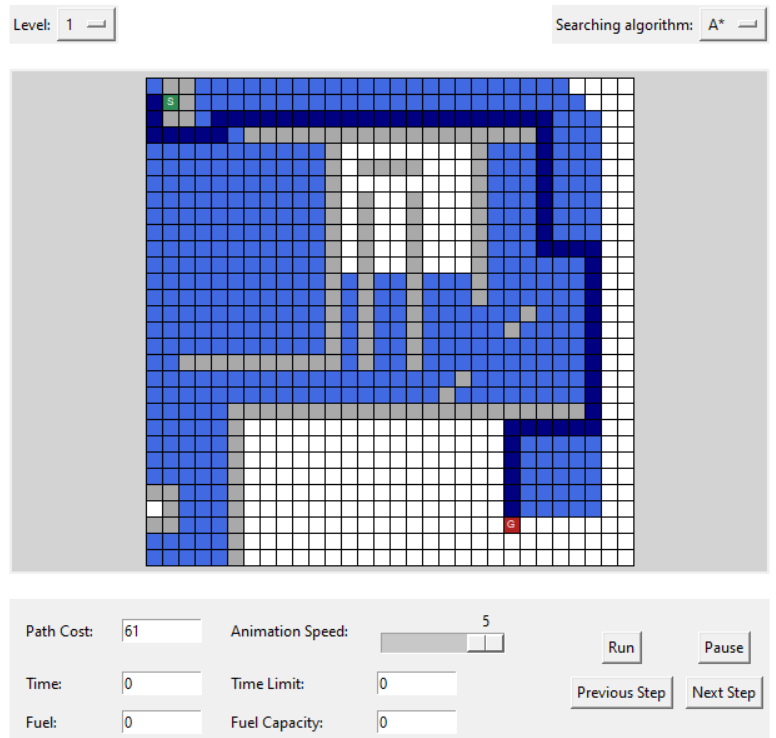 Level: 1 Searching algorithm: A*
S
G
5
Path Cost: 61 Animation Speed:
Run Pause
Time: 0 Time Limit: 0
Previous Step Next Step
Fuel: 0 Fuel Capacity: 0